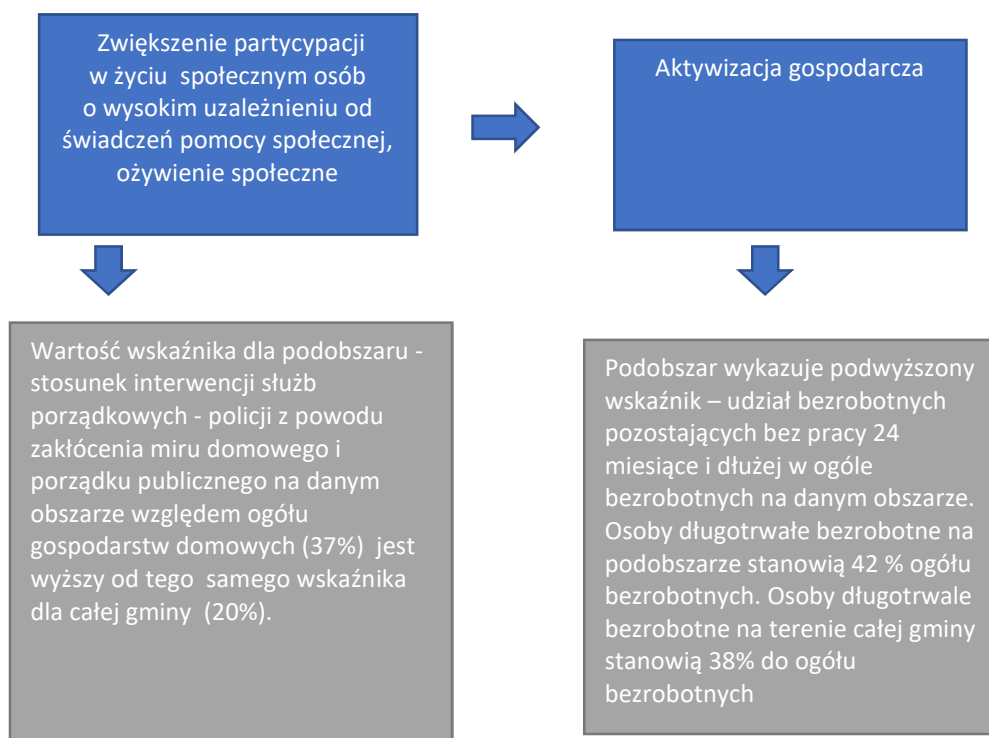 Zwiększenie partycypacji
w życiu społecznym osób
o wysokim uzależnieniu od
świadczeń pomocy społecznej,
ożywienie społeczne
Aktywizacja gospodarcza
Wartość wskaźnika dla podobszaru -
stosunek interwencji służb
porządkowych - policji z powodu
zakłócenia miru domowego i
porządku publicznego na danym
obszarze względem ogółu
gospodarstw domowych (37%) jest
wyższy od tego samego wskaźnika
dla całej gminy (20%).
Podobszar wykazuje podwyższony
wskaźnik – udział bezrobotnych
pozostających bez pracy 24
miesiące i dłużej w ogóle
bezrobotnych na danym obszarze.
Osoby długotrwałe bezrobotne na
podobszarze stanowią 42 % ogółu
bezrobotnych. Osoby długotrwale
bezrobotne na terenie całej gminy
stanowią 38% do ogółu
bezrobotnych